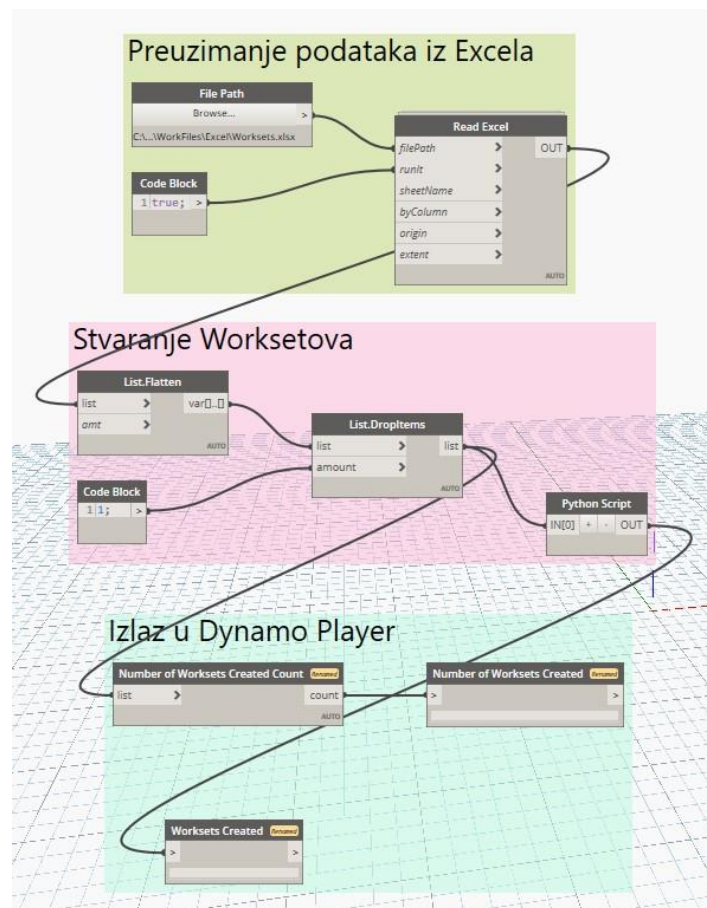 Preuzimanje podataka iz Excela
File Path
Browse... >
C:\...\WorkFiles\Excel\Worksets.xlsx
Read Excel
filePath > OUT
runIt >
sheetName >
byColumn >
origin >
extent >
AUTO
Code Block
1 true; >
Stvaranje Worksetova
List.Flatten
list > var[]..[]
amt >
AUTO
List.DropItems
list > list
amount >
AUTO
Code Block
1 1; >
Python Script
IN[0] + - OUT
Izlaz u Dynamo Player
Number of Worksets Created Count Renamed
list > count
AUTO
Number of Worksets Created Renamed
> >
Worksets Created Renamed
> >